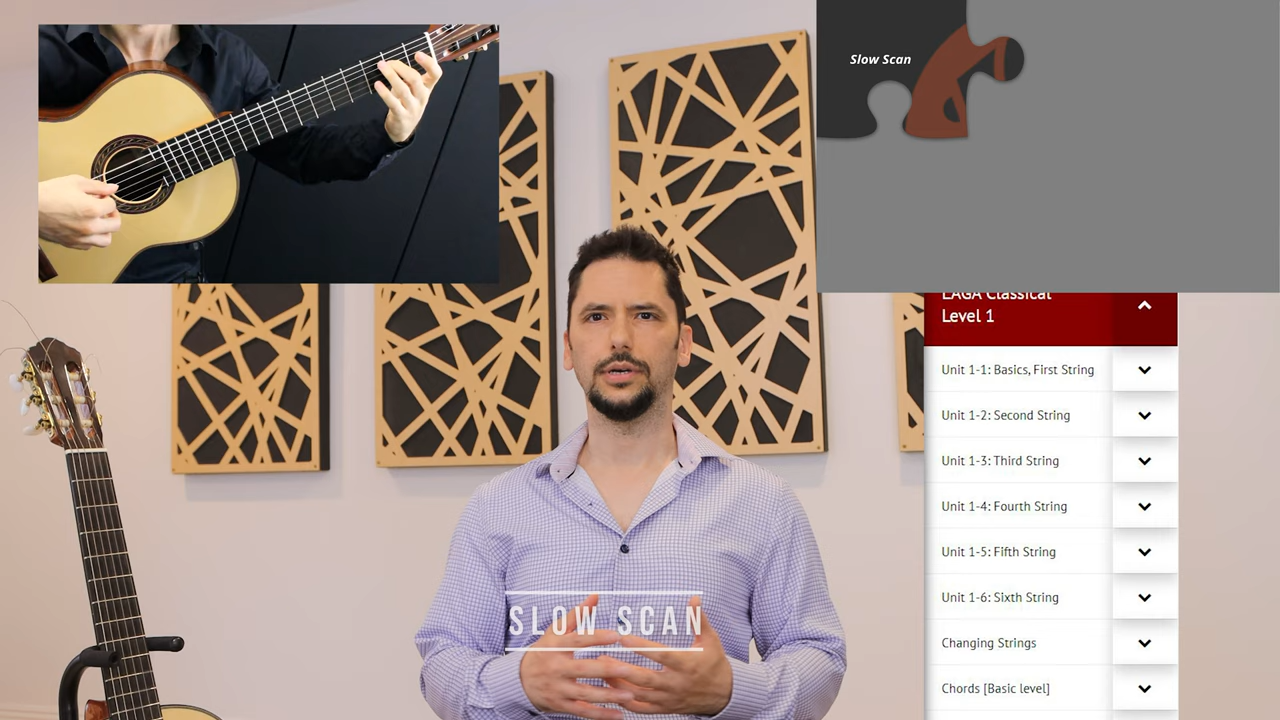 Slow Scan
LAGA Classical
Level 1
Unit 1-1: Basics, First String
Unit 1-2: Second String
Unit 1-3: Third String
Unit 1-4: Fourth String
Unit 1-5: Fifth String
Unit 1-6: Sixth String
Changing Strings
Chords [Basic level]
SLOW SCAN